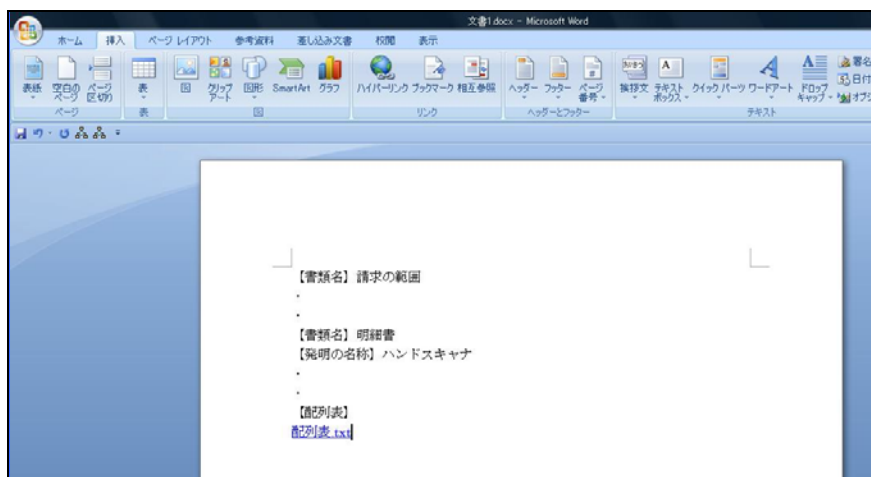 文書1.docx - Microsoft Word
ホーム 挿入 ページ レイアウト 参考資料 差し込み文書 校閲 表示
表紙 空白のページ ページ区切り 表 図 クリップアート 図形 SmartArt グラフ ハイパーリンク ブックマーク 相互参照 ヘッダー フッター ページ番号 挨拶文 テキストボックス クイック パーツ ワードアート ドロップキャップ 署名
日付
オブジ
ページ 表 図 リンク ヘッダーとフッター テキスト
【書類名】請求の範囲
・
・
【書類名】明細書
【発明の名称】ハンドスキャナ
・
・
【配列表】
配列表.txt